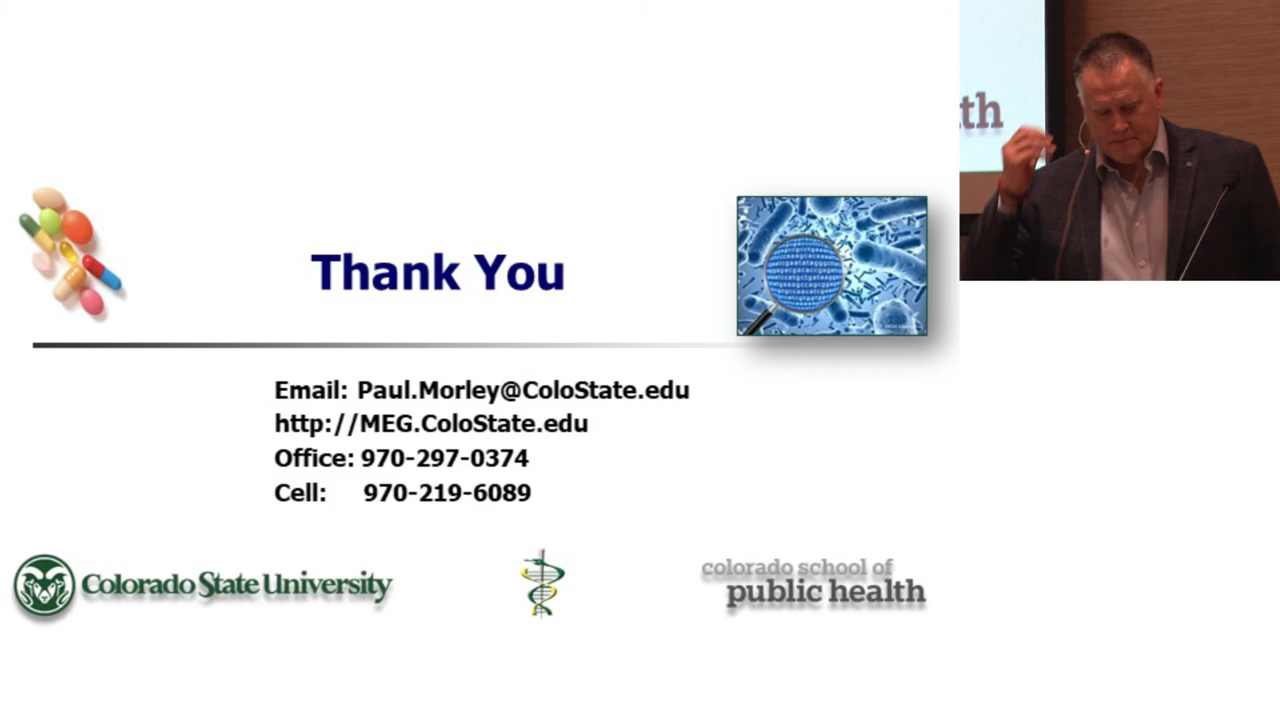 Thank You
Email: Paul.Morley@ColoState.edu
http://MEG.ColoState.edu
Office: 970-297-0374
Cell: 970-219-6089
Colorado State University
colorado school of
public health
th